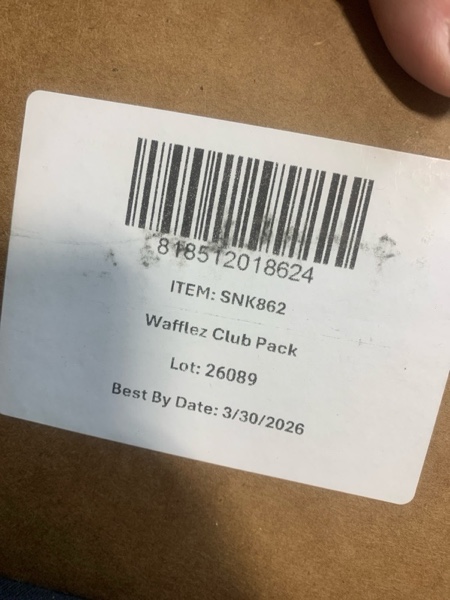 818512018624
ITEM: SNK862
Wafflez Club Pack
Lot: 26089
Best By Date: 3/30/2026